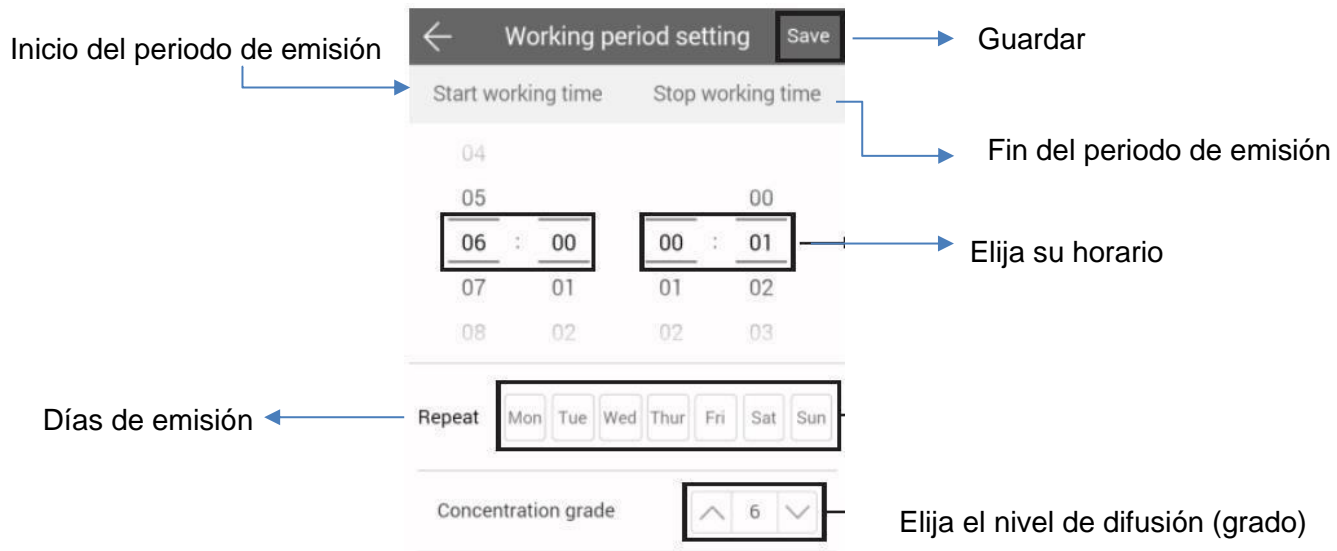 Working period setting
Save
Guardar
Inicio del periodo de emisión
Start working time
Stop working time
Fin del periodo de emisión
04
05
00
06 : 00
00 : 01
Elija su horario
07
01
01
02
08
02
02
03
Días de emisión
Repeat
Mon
Tue
Wed
Thur
Fri
Sat
Sun
Concentration grade
6
Elija el nivel de difusión (grado)